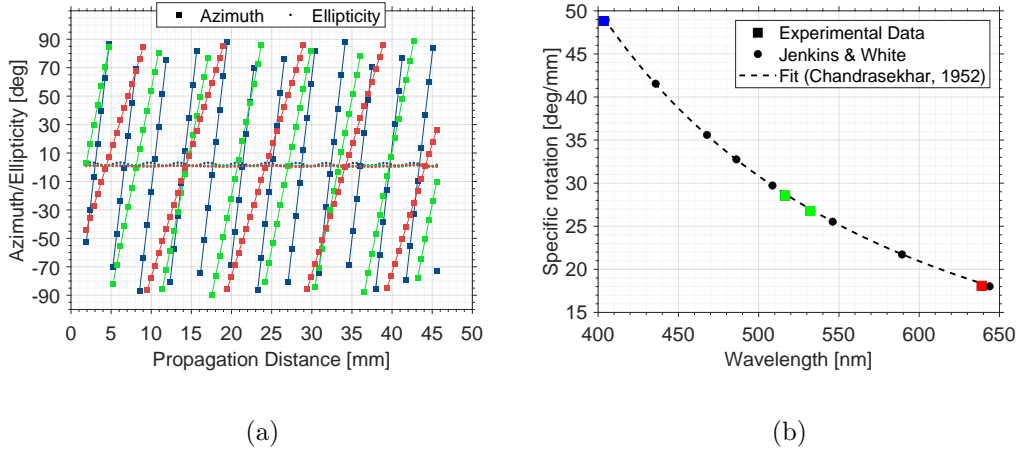 Azimuth Ellipticity
90
70
50
30
10
-10
-30
-50
-70
-90
Azimuth/Ellipticity [deg]
0 5 10 15 20 25 30 35 40 45 50
Propagation Distance [mm]
(a)
50
45
40
35
30
25
20
15
Specific rotation [deg/mm]
Experimental Data
Jenkins & White
Fit (Chandrasekhar, 1952)
400 450 500 550 600 650
Wavelength [nm]
(b)